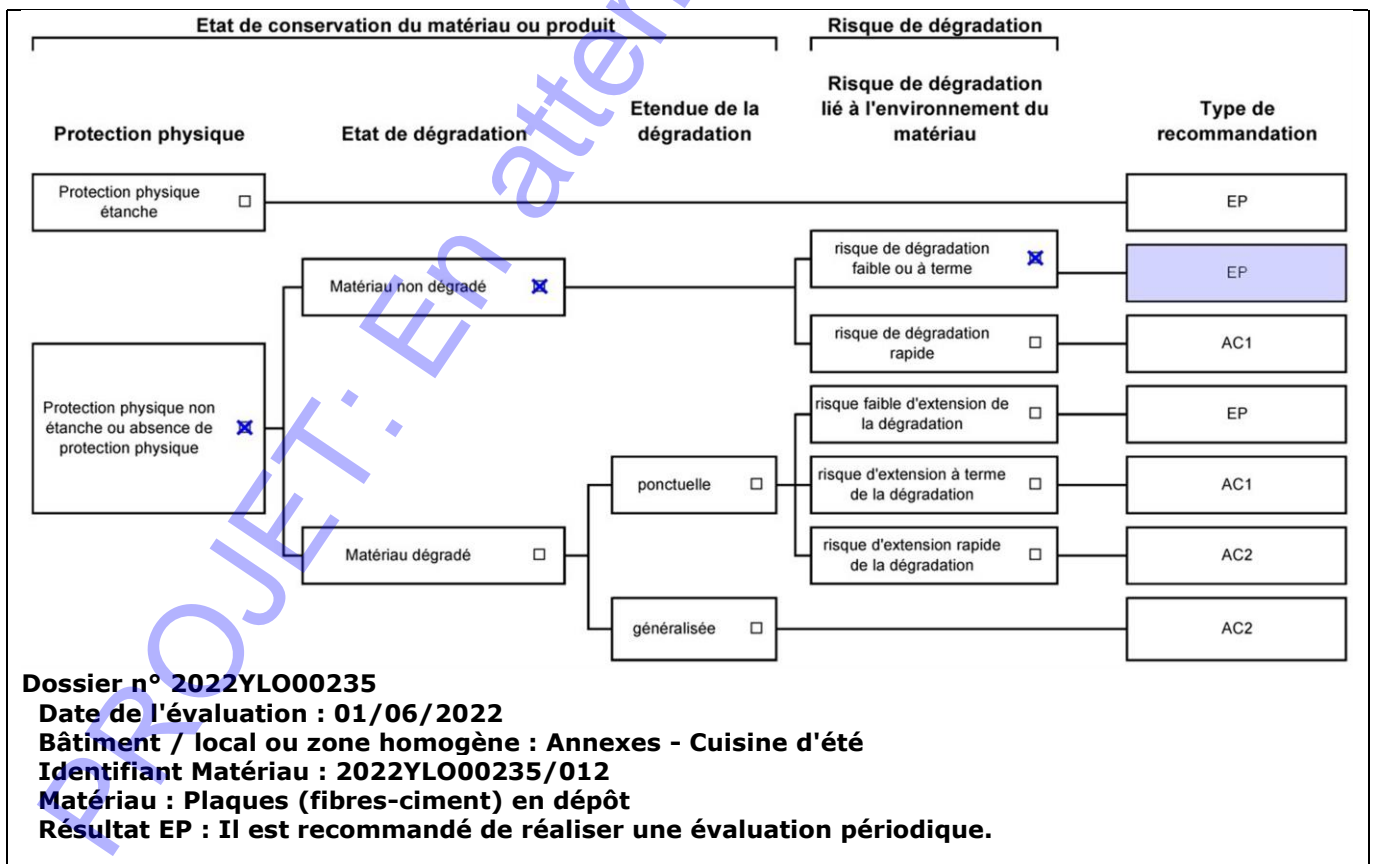 Etat de conservation du matériau ou produit
Risque de dégradation
Protection physique
Etat de dégradation
Etendue de la
dégradation
Risque de dégradation
lié à l'environnement du
matériau
Type de
recommandation
Protection physique
étanche
EP
Matériau non dégradé
risque de dégradation
faible ou à terme
EP
risque de dégradation
rapide
AC1
Protection physique non
étanche ou absence de
protection physique
risque faible d'extension de
la dégradation
EP
ponctuelle
risque d'extension à terme
de la dégradation
AC1
Matériau dégradé
risque d'extension rapide
de la dégradation
AC2
généralisée
AC2
Dossier n° 2022YLO00235
Date de l'évaluation : 01/06/2022
Bâtiment / local ou zone homogène : Annexes - Cuisine d'été
Identifiant Matériau : 2022YLO00235/012
Matériau : Plaques (fibres-ciment) en dépôt
Résultat EP : Il est recommandé de réaliser une évaluation périodique.
PROJET: En